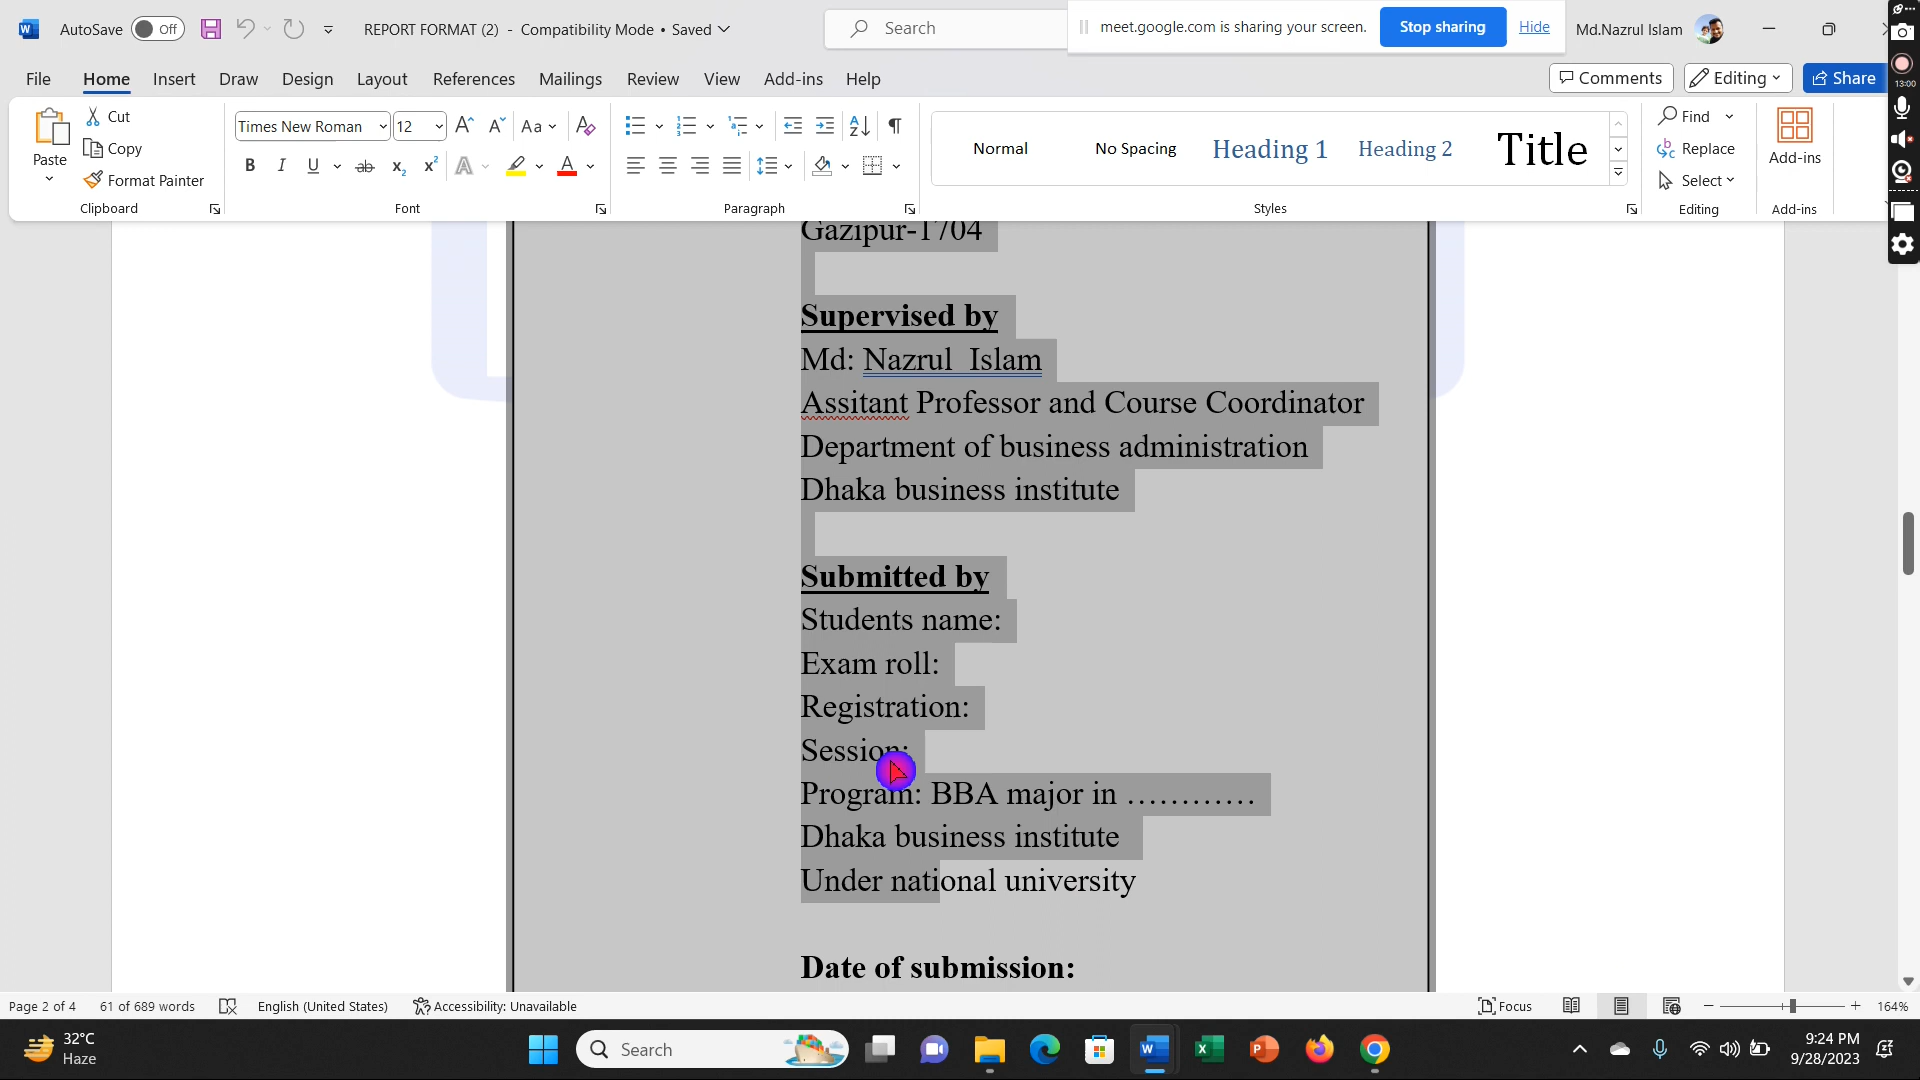 AutoSave Off REPORT FORMAT (2) - Compatibility Mode • Saved Search meet.google.com is sharing your screen. Stop sharing Hide Md.Nazrul Islam
File Home Insert Draw Design Layout References Mailings Review View Add-ins Help Comments Editing Share
13:00
Paste Cut Copy Format Painter
Times New Roman 12 Aa
Normal No Spacing Heading 1 Heading 2 Title
Find Replace Select Add-ins
Clipboard Font Paragraph Styles Editing Add-ins
Gazipur-1704
Supervised by
Md: Nazrul Islam
Assitant Professor and Course Coordinator
Department of business administration
Dhaka business institute
Submitted by
Students name:
Exam roll:
Registration:
Session:
Program: BBA major in …………
Dhaka business institute
Under national university
Date of submission:
Page 2 of 4 61 of 689 words English (United States) Accessibility: Unavailable Focus 164%
32°C
Haze
Search
9:24 PM
9/28/2023